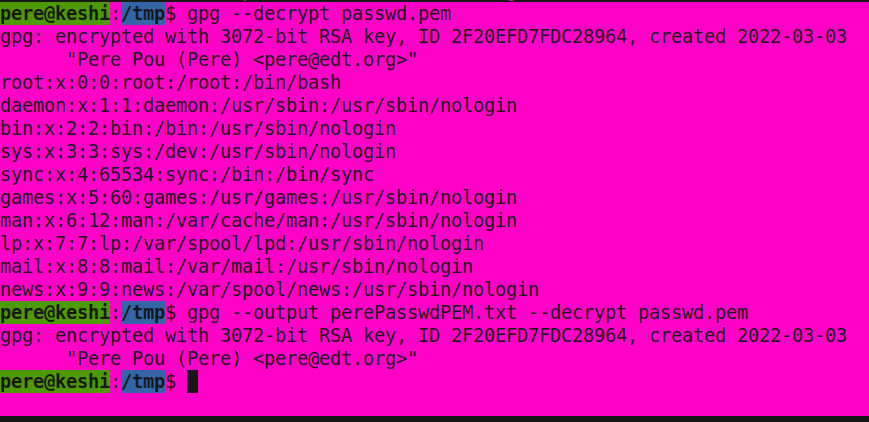 pere@keshi:/tmp$ gpg --decrypt passwd.pem
gpg: encrypted with 3072-bit RSA key, ID 2F20EFD7FDC28964, created 2022-03-03
      "Pere Pou (Pere) <pere@edt.org>"
root:x:0:0:root:/root:/bin/bash
daemon:x:1:1:daemon:/usr/sbin:/usr/sbin/nologin
bin:x:2:2:bin:/bin:/usr/sbin/nologin
sys:x:3:3:sys:/dev:/usr/sbin/nologin
sync:x:4:65534:sync:/bin:/bin/sync
games:x:5:60:games:/usr/games:/usr/sbin/nologin
man:x:6:12:man:/var/cache/man:/usr/sbin/nologin
lp:x:7:7:lp:/var/spool/lpd:/usr/sbin/nologin
mail:x:8:8:mail:/var/mail:/usr/sbin/nologin
news:x:9:9:news:/var/spool/news:/usr/sbin/nologin
pere@keshi:/tmp$ gpg --output perePasswdPEM.txt --decrypt passwd.pem
gpg: encrypted with 3072-bit RSA key, ID 2F20EFD7FDC28964, created 2022-03-03
      "Pere Pou (Pere) <pere@edt.org>"
pere@keshi:/tmp$